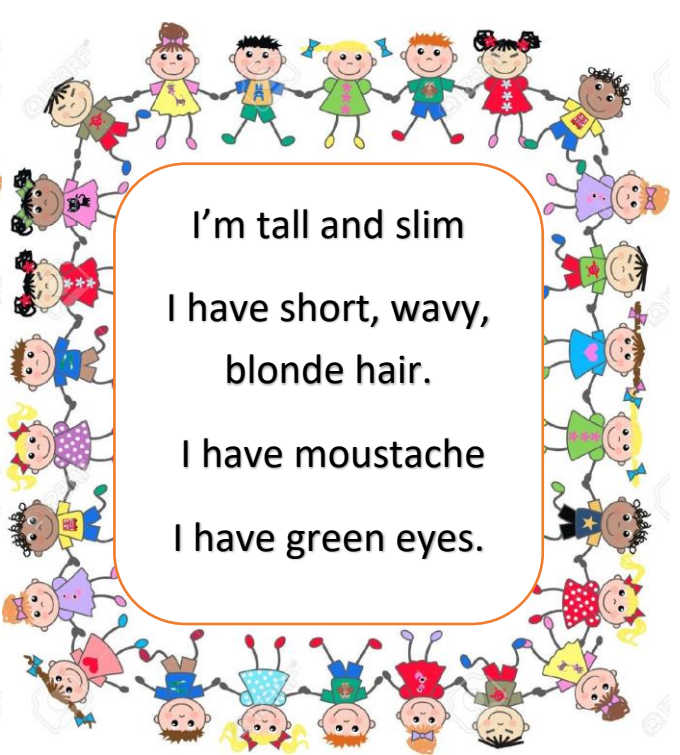 I'm tall and slim
I have short, wavy,
blonde hair.
I have moustache
I have green eyes.